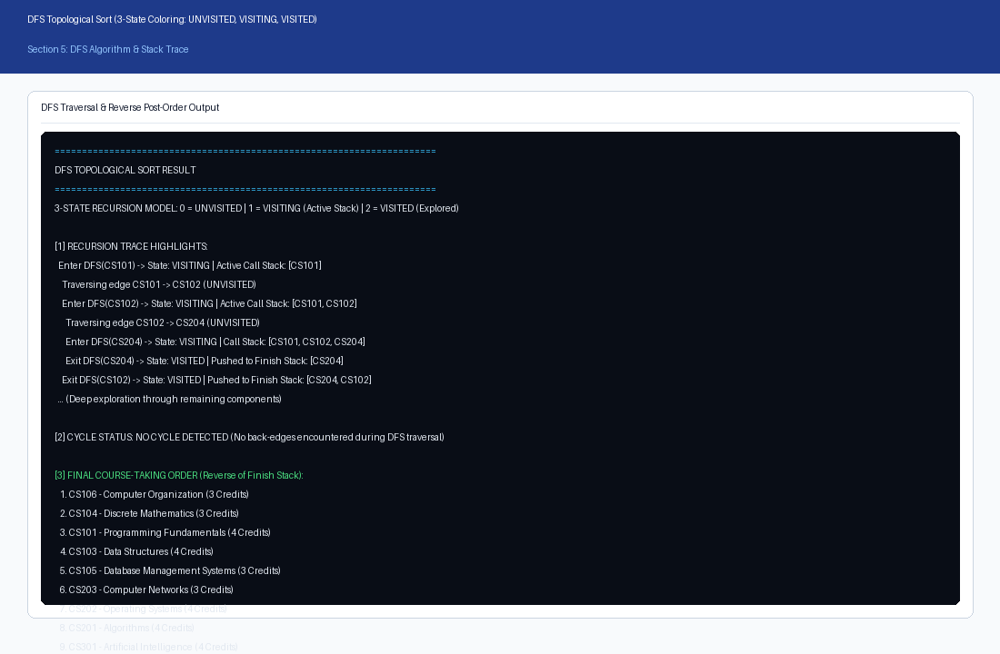 DFS Topological Sort (3-State Coloring: UNVISITED, VISITING, VISITED)
Section 5: DFS Algorithm & Stack Trace
DFS Traversal & Reverse Post-Order Output
======================================================================
DFS TOPOLOGICAL SORT RESULT
======================================================================
3-STATE RECURSION MODEL: 0 = UNVISITED | 1 = VISITING (Active Stack) | 2 = VISITED (Explored)
[1] RECURSION TRACE HIGHLIGHTS:
Enter DFS(CS101) -> State: VISITING | Active Call Stack: [CS101]
Traversing edge CS101 -> CS102 (UNVISITED)
Enter DFS(CS102) -> State: VISITING | Active Call Stack: [CS101, CS102]
Traversing edge CS102 -> CS204 (UNVISITED)
Enter DFS(CS204) -> State: VISITING | Call Stack: [CS101, CS102, CS204]
Exit DFS(CS204) -> State: VISITED | Pushed to Finish Stack: [CS204]
Exit DFS(CS102) -> State: VISITED | Pushed to Finish Stack: [CS204, CS102]
... (Deep exploration through remaining components)
[2] CYCLE STATUS: NO CYCLE DETECTED (No back-edges encountered during DFS traversal)
[3] FINAL COURSE-TAKING ORDER (Reverse of Finish Stack):
1. CS106 - Computer Organization (3 Credits)
2. CS104 - Discrete Mathematics (3 Credits)
3. CS101 - Programming Fundamentals (4 Credits)
4. CS103 - Data Structures (4 Credits)
5. CS105 - Database Management Systems (3 Credits)
6. CS203 - Computer Networks (3 Credits)
7. CS202 - Operating Systems (4 Credits)
8. CS201 - Algorithms (4 Credits)
9. CS301 - Artificial Intelligence (4 Credits)